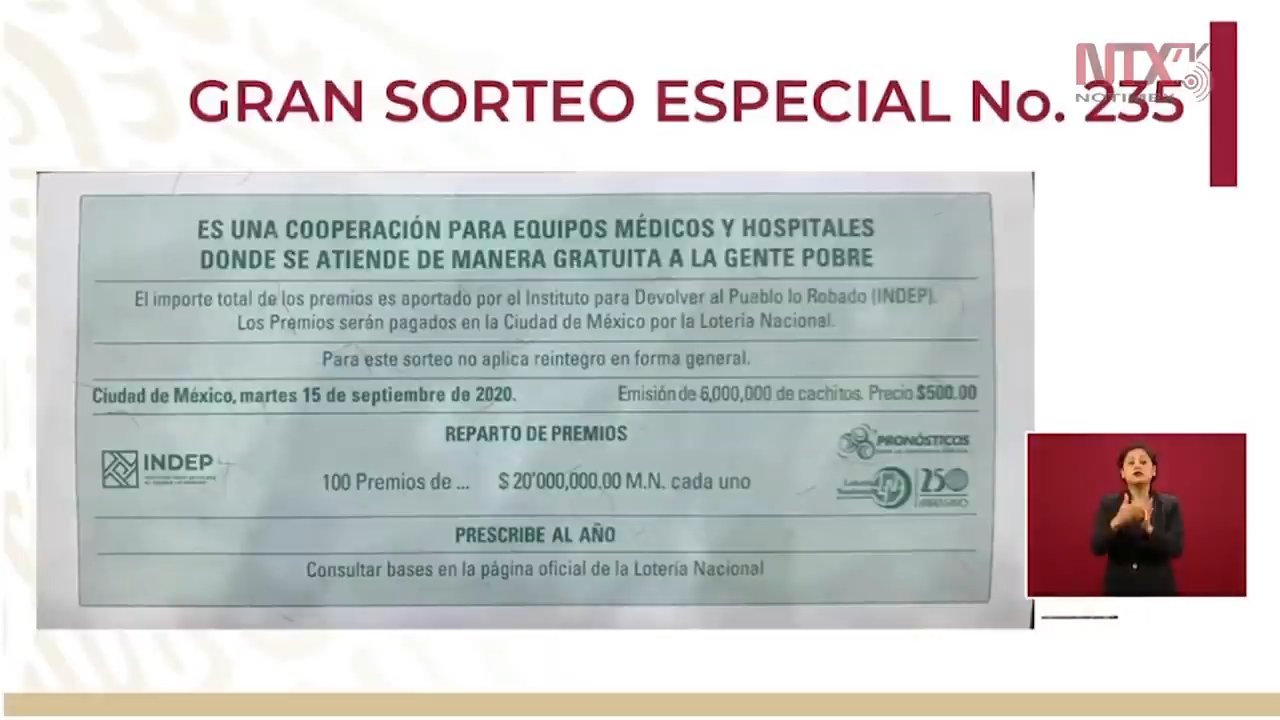 GRAN SORTEO ESPECIAL No. 235
NTX
NOTIMEX
ES UNA COOPERACIÓN PARA EQUIPOS MÉDICOS Y HOSPITALES
DONDE SE ATIENDE DE MANERA GRATUITA A LA GENTE POBRE
El importe total de los premios es aportado por el Instituto para Devolver al Pueblo lo Robado (INDEP).
Los Premios serán pagados en la Ciudad de México por la Lotería Nacional.
Para este sorteo no aplica reintegro en forma general.
Ciudad de México, martes 15 de septiembre de 2020. Emisión de 6,000,000 de cachitos. Precio $500.00
REPARTO DE PREMIOS
INDEP
PRONÓSTICOS
100 Premios de ... $ 20'000,000.00 M.N. cada uno
250
PRESCRIBE AL AÑO
Consultar bases en la página oficial de la Lotería Nacional